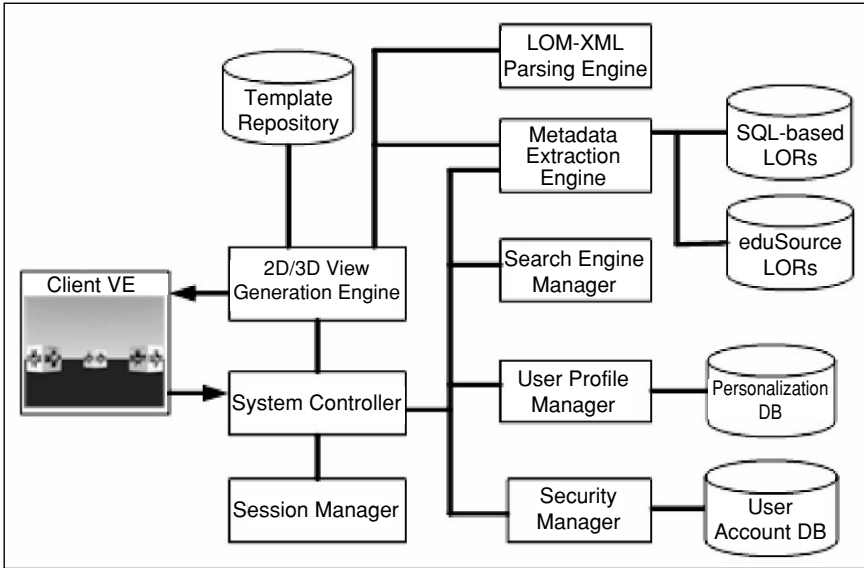 LOM-XML
Parsing Engine
Template
Repository
Metadata
Extraction
Engine
SQL-based
LORs
eduSource
LORs
Client VE
2D/3D View
Generation Engine
Search Engine
Manager
System Controller
User Profile
Manager
Personalization
DB
Session Manager
Security
Manager
User
Account DB